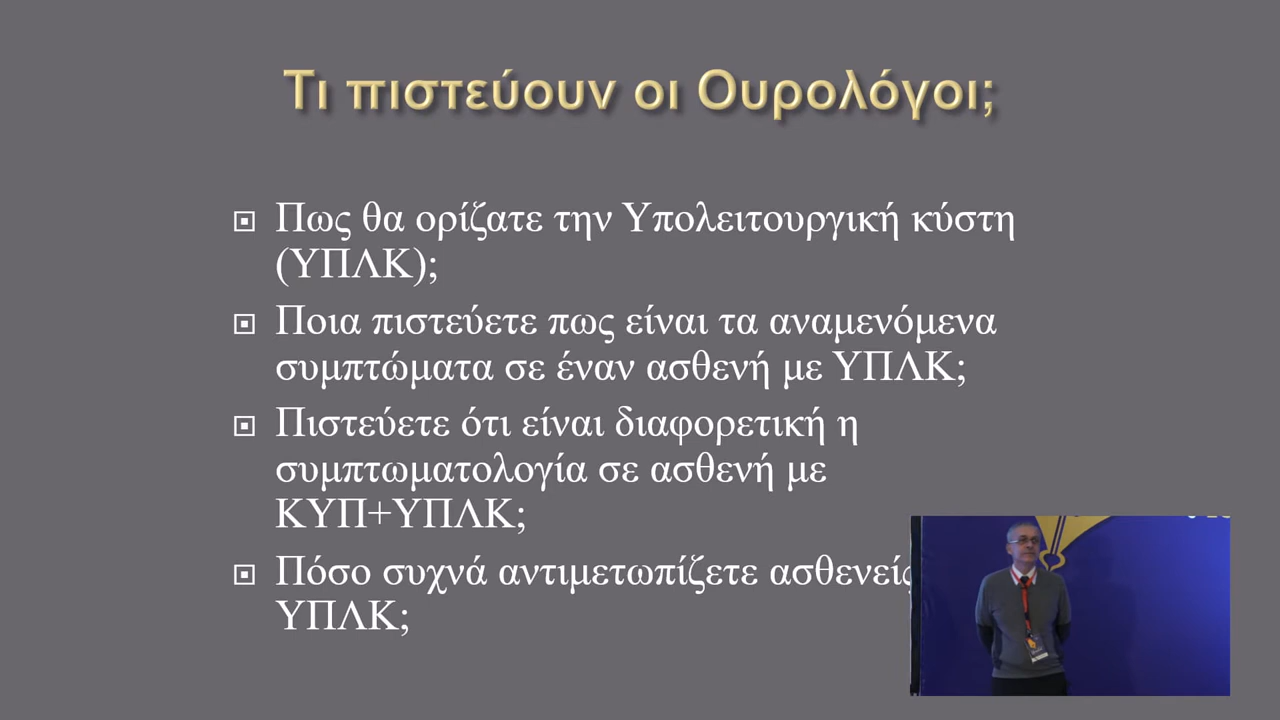 Τι πιστεύουν οι Ουρολόγοι;
Πως θα ορίζατε την Υπολειτουργική κύστη
(ΥΠΛΚ);
Ποια πιστεύετε πως είναι τα αναμενόμενα
συμπτώματα σε έναν ασθενή με ΥΠΛΚ;
Πιστεύετε ότι είναι διαφορετική η
συμπτωματολογία σε ασθενή με
ΚΥΠ+ΥΠΛΚ;
Πόσο συχνά αντιμετωπίζετε ασθενείς
ΥΠΛΚ;